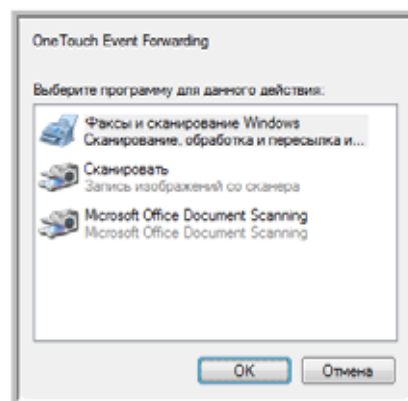 OneTouch Event Forwarding
Выберите программу для данного действия:
Факсы и сканирование Windows
Сканирование, обработка и пересылка и...
Сканировать
Запись изображений со сканера
Microsoft Office Document Scanning
Microsoft Office Document Scanning
OK
Отмена